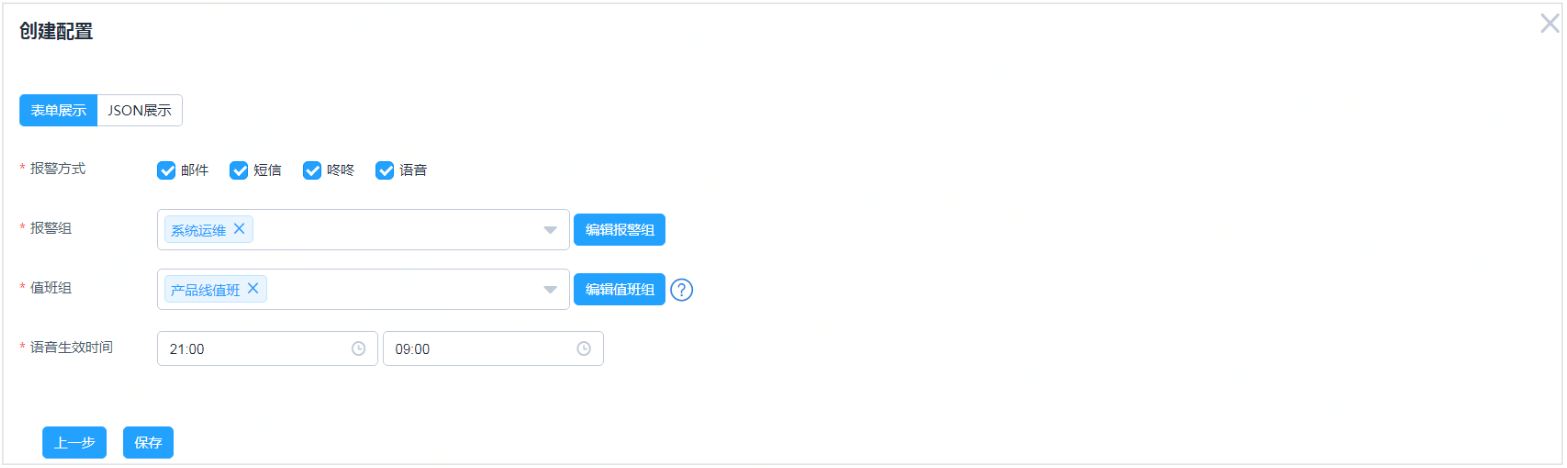 创建配置
表单展示 JSON展示
* 报警方式 邮件 短信 咚咚 语音
* 报警组 系统运维 编辑报警组
* 值班组 产品线值班 编辑值班组 ?
* 语音生效时间 21:00 09:00
上一步 保存